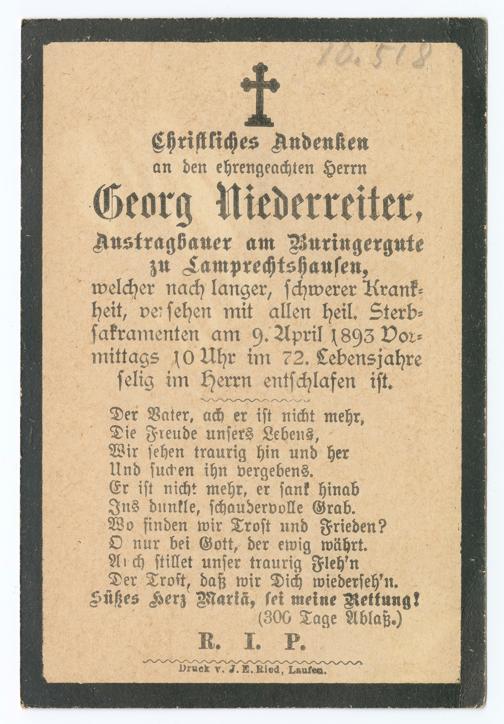 10.518
Christliches Andenken
an den ehrengeachten Herrn
Georg Niederreiter,
Austragbauer am Buringergute
zu Lamprechtshausen,
welcher nach langer, schwerer Krank-
heit, versehen mit allen heil. Sterb-
sakramenten am 9. April 1893 Vor-
mittags 10 Uhr im 72. Lebensjahre
selig im Herrn entschlafen ist.
Der Vater, ach er ist nicht mehr,
Die Freude unsers Lebens,
Wir sehen traurig hin und her
Und suchen ihn vergebens.
Er ist nicht mehr, er sank hinab
Ins dunkle, schaudervolle Grab.
Wo finden wir Trost und Frieden?
O nur bei Gott, der ewig währt.
Auch stillet unser traurig Fleh'n
Der Trost, daß wir Dich wiederseh'n.
Süßes Herz Mariä, sei meine Rettung!
(300 Tage Ablaß.)
R. I. P.
Druck v. J. E. Ried, Laufen.